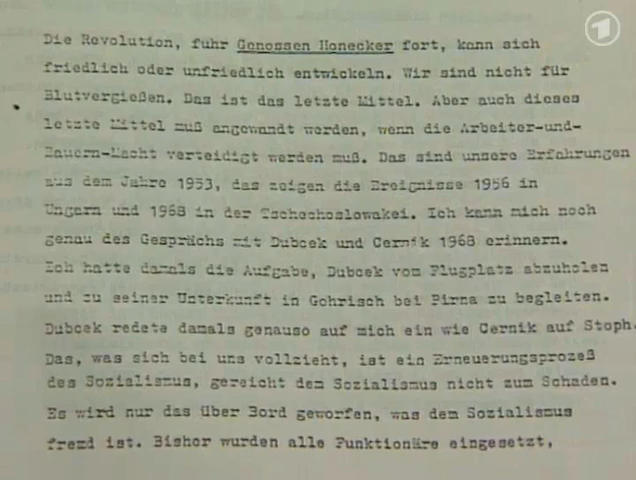 Die Revolution, fuhr Genossen Honecker fort, kann sich
friedlich oder unfriedlich entwickeln. Wir sind nicht für
Blutvergießen. Das ist das letzte Mittel. Aber auch dieses
letzte Mittel muß angewandt werden, wenn die Arbeiter-und-
Bauern-Macht verteidigt werden muß. Das sind unsere Erfahrungen
aus dem Jahre 1953, das zeigen die Ereignisse 1956 in
Ungarn und 1968 in der Tschechoslowakei. Ich kann mich noch
genau des Gesprächs mit Dubcek und Cernik 1968 erinnern.
Ich hatte damals die Aufgabe, Dubcek vom Flugplatz abzuholen
und zu seiner Unterkunft in Gohrisch bei Pirna zu begleiten.
Dubcek redete damals genauso auf mich ein wie Cernik auf Stoph.
Das, was sich bei uns vollzieht, ist ein Erneuerungsprozeß
des Sozialismus, gereicht dem Sozialismus nicht zum Schaden.
Es wird nur das über Bord geworfen, was dem Sozialismus
fremd ist. Bisher wurden alle Funktionäre eingesetzt,
1